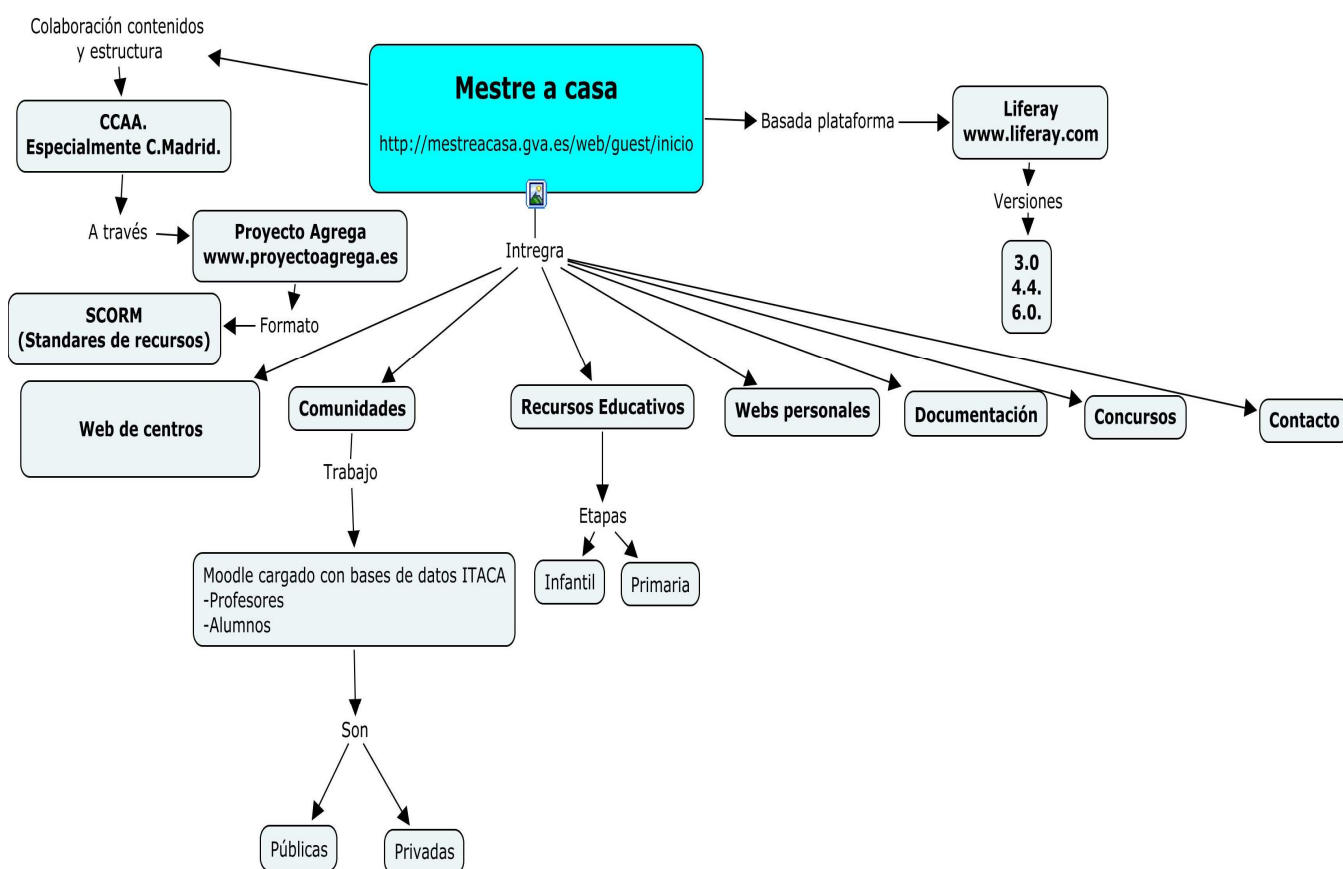 Colaboración contenidos
y estructura
Mestre a casa
http://mestreacasa.gva.es/web/guest/inicio
CCAA.
Especialmente C.Madrid.
Basada plataforma
Liferay
www.liferay.com
A través
Proyecto Agrega
www.proyectoagrega.es
Versiones
Intregra
3.0
4.4.
6.0.
SCORM
(Standares de recursos)
Formato
Web de centros
Comunidades
Recursos Educativos
Webs personales
Documentación
Concursos
Contacto
Trabajo
Etapas
Infantil
Primaria
Moodle cargado con bases de datos ITACA
-Profesores
-Alumnos
Son
Públicas
Privadas